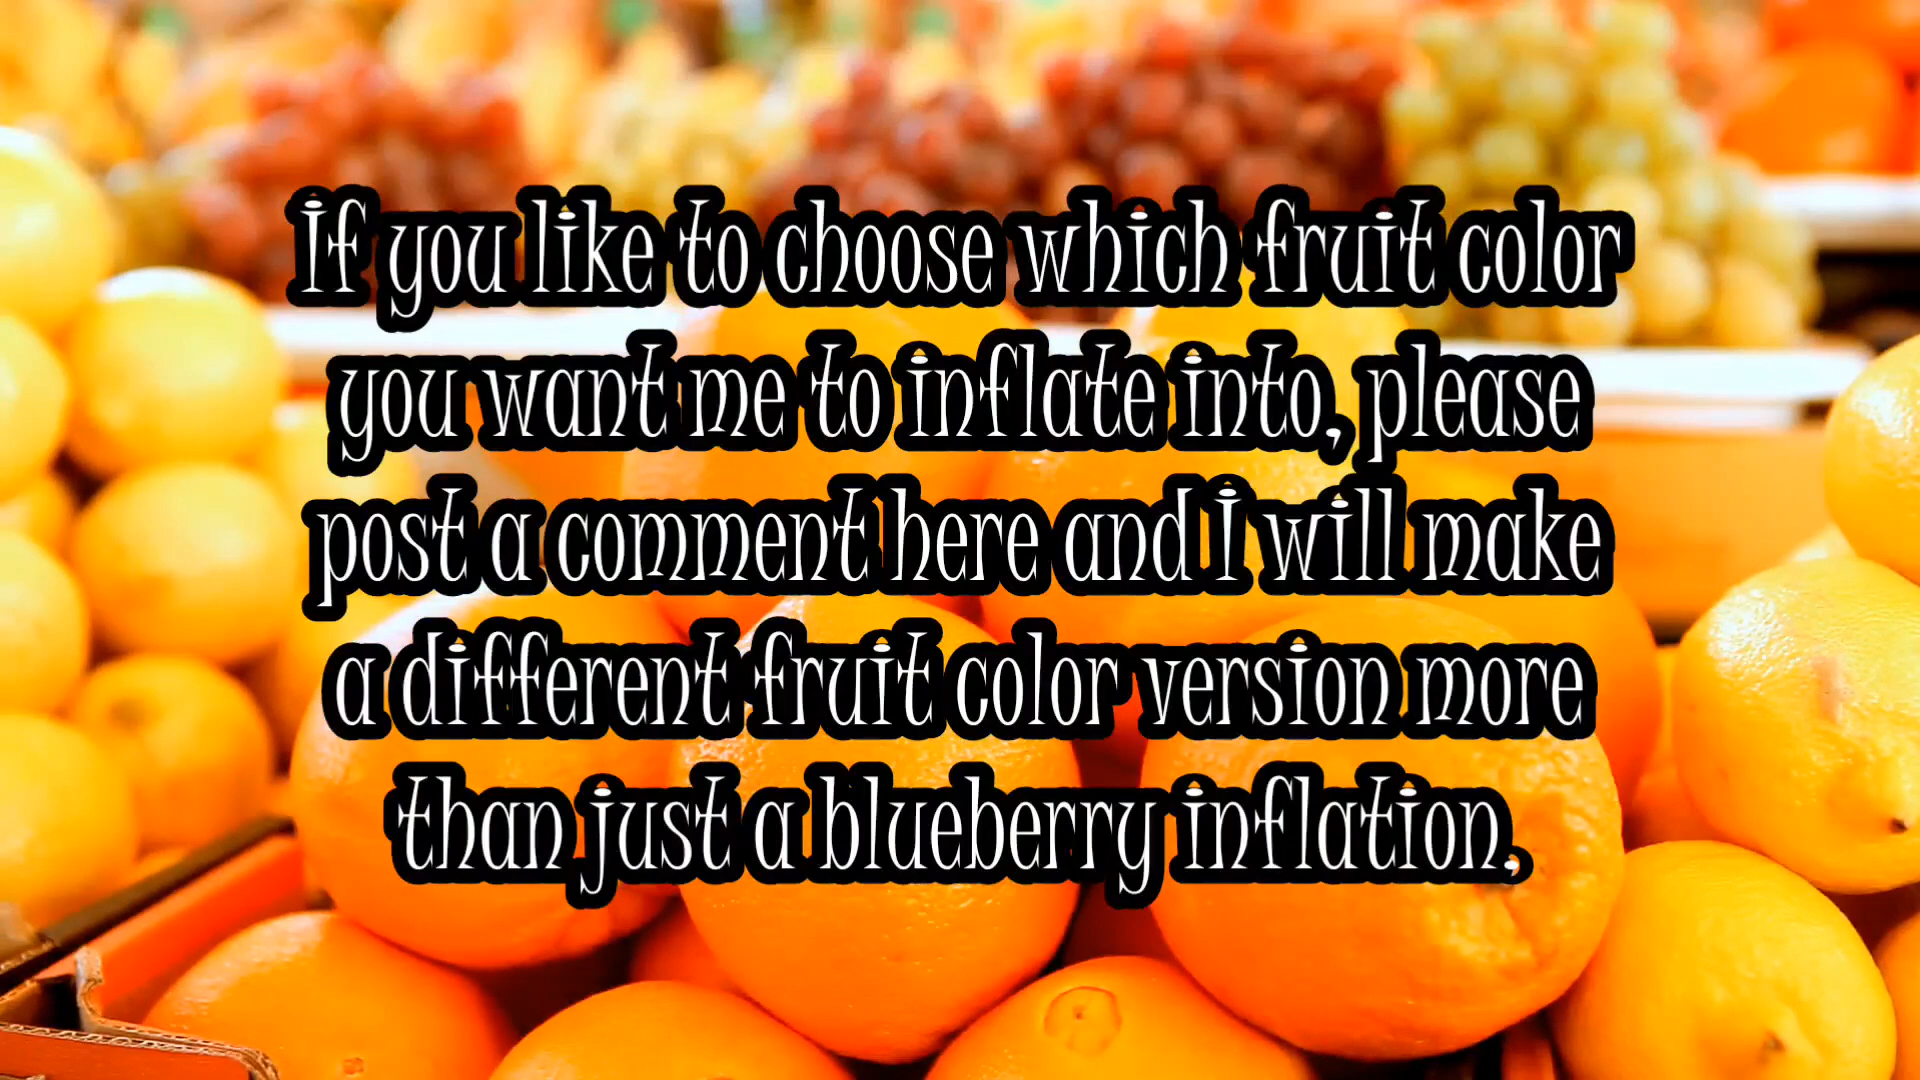 If you like to choose which fruit color
you want me to inflate into, please
post a comment here and I will make
a different fruit color version more
than just a blueberry inflation,